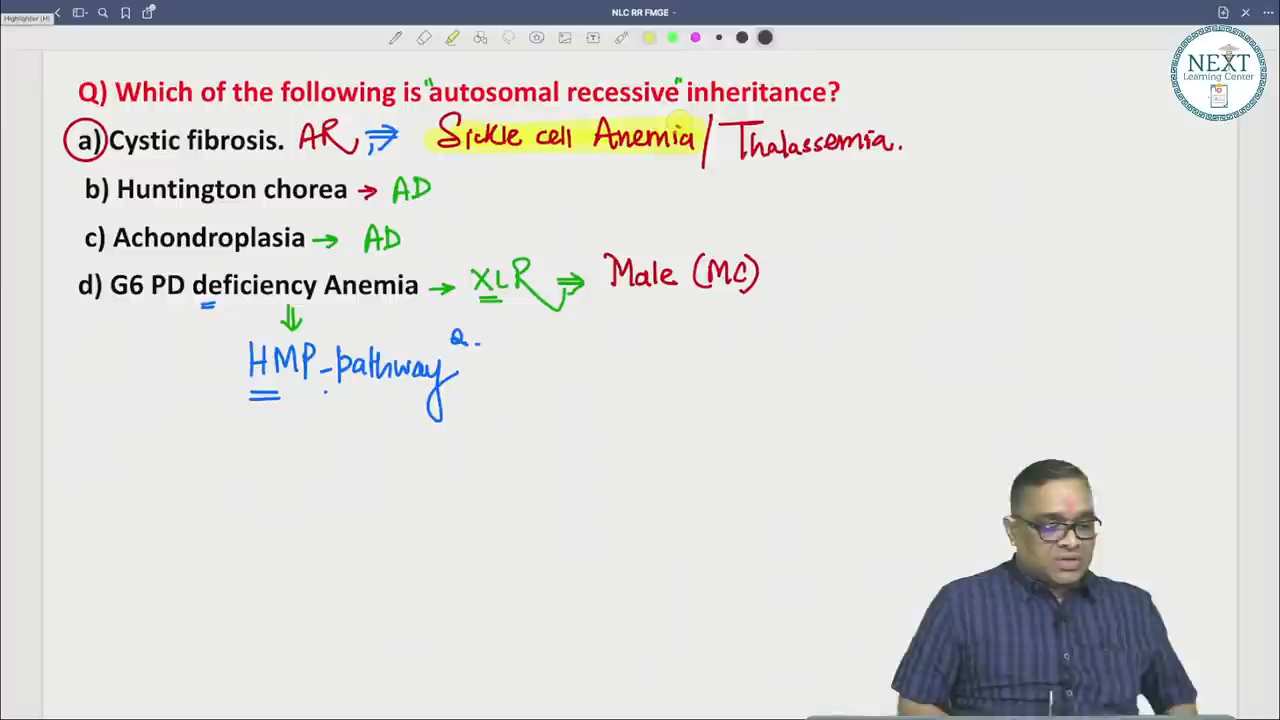 Highlighter (H)
NLC RR FMGE
NEXT
Learning Center
Q) Which of the following is "autosomal recessive" inheritance?
a) Cystic fibrosis. AR ⇒ Sickle cell Anemia / Thalassemia.
b) Huntington chorea → AD
c) Achondroplasia → AD
d) G6 PD deficiency Anemia → XLR ⇒ Male (MC)
⇓
HMP-pathway Q.